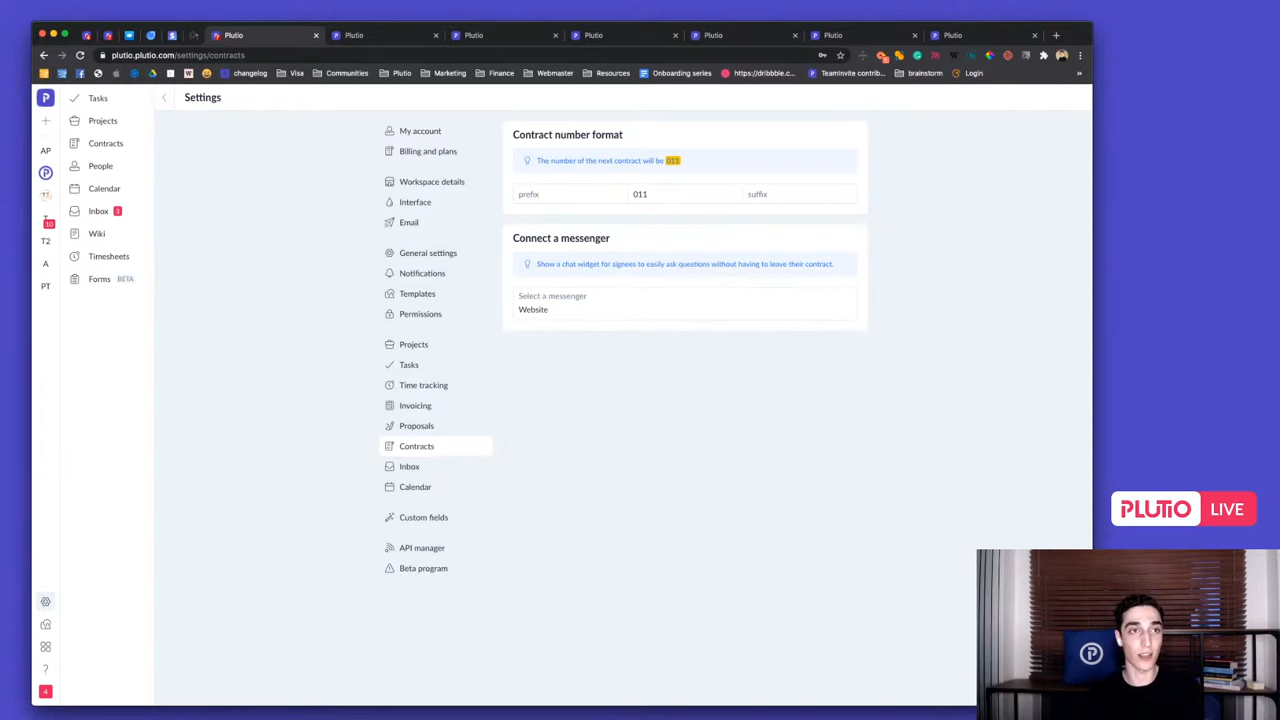 Plutio
Plutio
Plutio
Plutio
Plutio
Plutio
Plutio
plutio.plutio.com/settings/contracts
changelog
Visa
Communities
Plutio
Marketing
Finance
Webmaster
Resources
Onboarding series
https://dribbble.c...
TeamInvite contrib...
brainstorm
Login
»
Tasks
Projects
Contracts
People
Calendar
Inbox 3
Wiki
Timesheets
Forms BETA
AP
10
T2
A
PT
?
4
Settings
My account
Billing and plans
Workspace details
Interface
Email
General settings
Notifications
Templates
Permissions
Projects
Tasks
Time tracking
Invoicing
Proposals
Contracts
Inbox
Calendar
Custom fields
API manager
Beta program
Contract number format
The number of the next contract will be 011
prefix 011 suffix
Connect a messenger
Show a chat widget for signees to easily ask questions without having to leave their contract.
Select a messenger
Website
PLUTIO LIVE